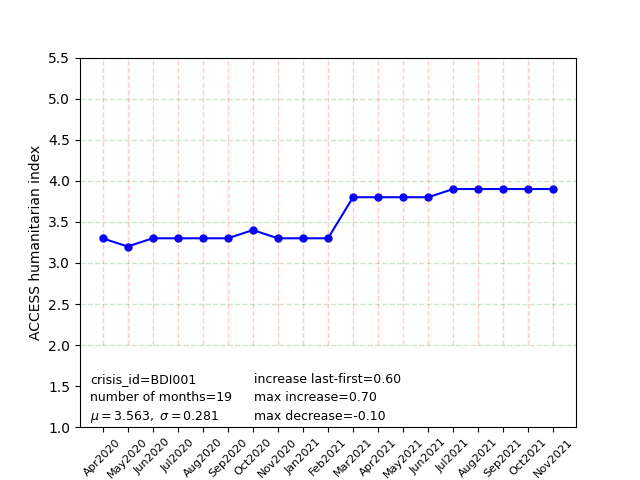 5.5
5.0
4.5
4.0
3.5
3.0
2.5
2.0
1.5
1.0
ACCESS humanitarian index
crisis_id=BDI001
number of months=19
μ = 3.563, σ = 0.281
increase last-first=0.60
max increase=0.70
max decrease=-0.10
Apr2020 May2020 Jun2020 Jul2020 Aug2020 Sep2020 Oct2020 Nov2020 Jan2021 Feb2021 Mar2021 Apr2021 May2021 Jun2021 Jul2021 Aug2021 Sep2021 Oct2021 Nov2021